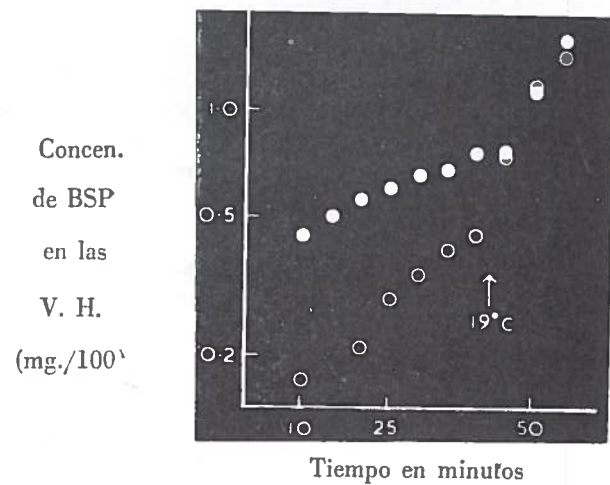 Concen.
de BSP
en las
V. H.
(mg./100
1.0
0.5
0.2
19°C
10 25 50
Tiempo en minutos